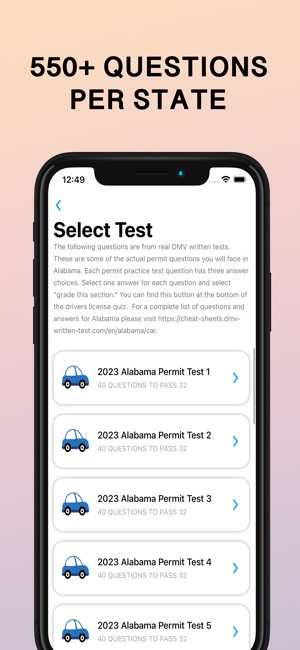 550+ QUESTIONS
PER STATE
12:49
Select Test
The following questions are from real DMV written tests.
These are some of the actual permit questions you will face in
Alabama. Each permit practice test question has three answer
choices. Select one answer for each question and select
"grade this section." You can find this button at the bottom of
the drivers license quiz.  For a complete list of questions and
answers for Alabama please visit https://cheat-sheets.dmv-
written-test.com/en/alabama/car.
2023 Alabama Permit Test 1
40 QUESTIONS TO PASS 32
2023 Alabama Permit Test 2
40 QUESTIONS TO PASS 32
2023 Alabama Permit Test 3
40 QUESTIONS TO PASS 32
2023 Alabama Permit Test 4
40 QUESTIONS TO PASS 32
2023 Alabama Permit Test 5
40 QUESTIONS TO PASS 32